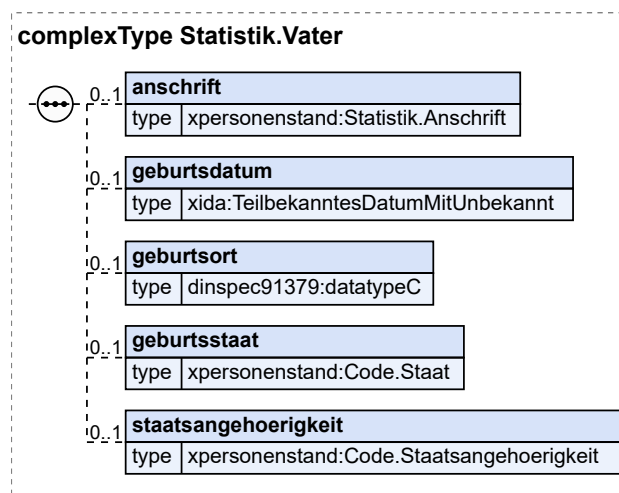 complexType Statistik.Vater
0..1 anschrift
type xpersonenstand:Statistik.Anschrift
0..1 geburtsdatum
type xida:TeilbekanntesDatumMitUnbekannt
0..1 geburtsort
type dinspec91379:datatypeC
0..1 geburtsstaat
type xpersonenstand:Code.Staat
0..1 staatsangehoerigkeit
type xpersonenstand:Code.Staatsangehoerigkeit